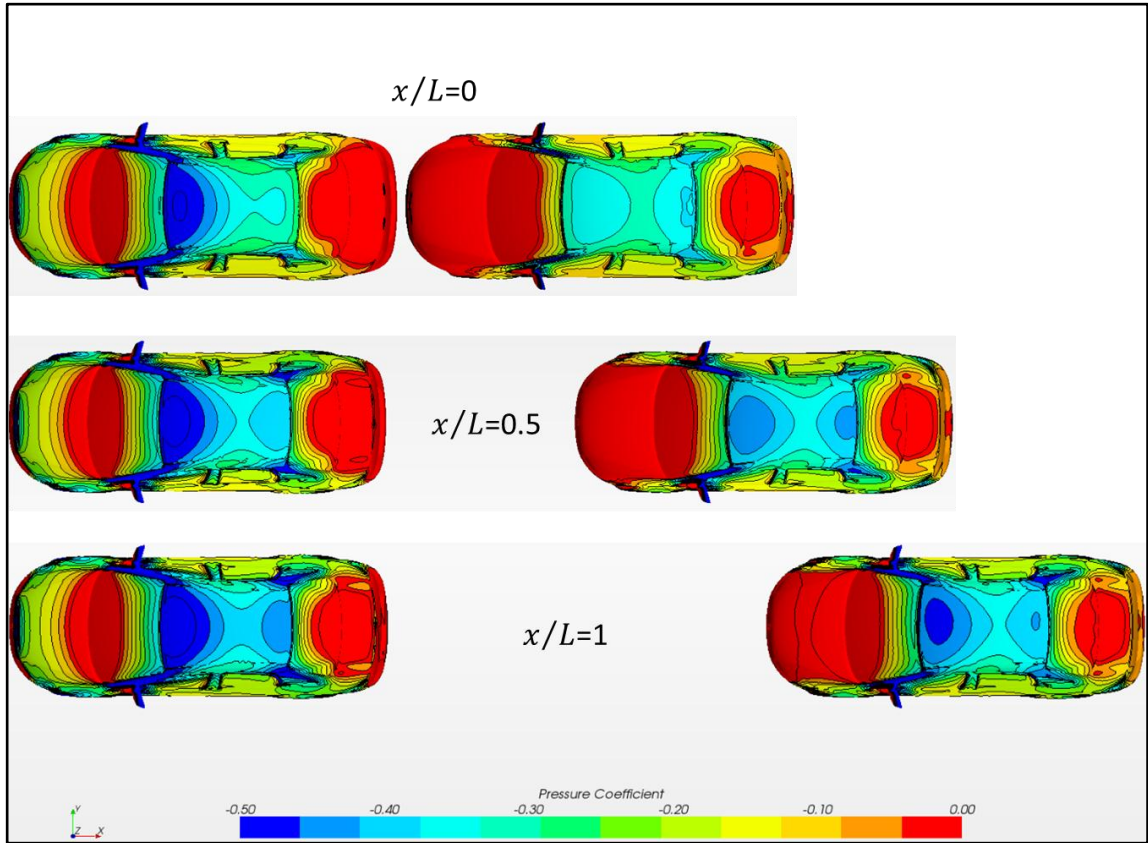 x/L=0
x/L=0.5
x/L=1
Pressure Coefficient
-0.50 -0.40 -0.30 -0.20 -0.10 0.00
Y
Z X